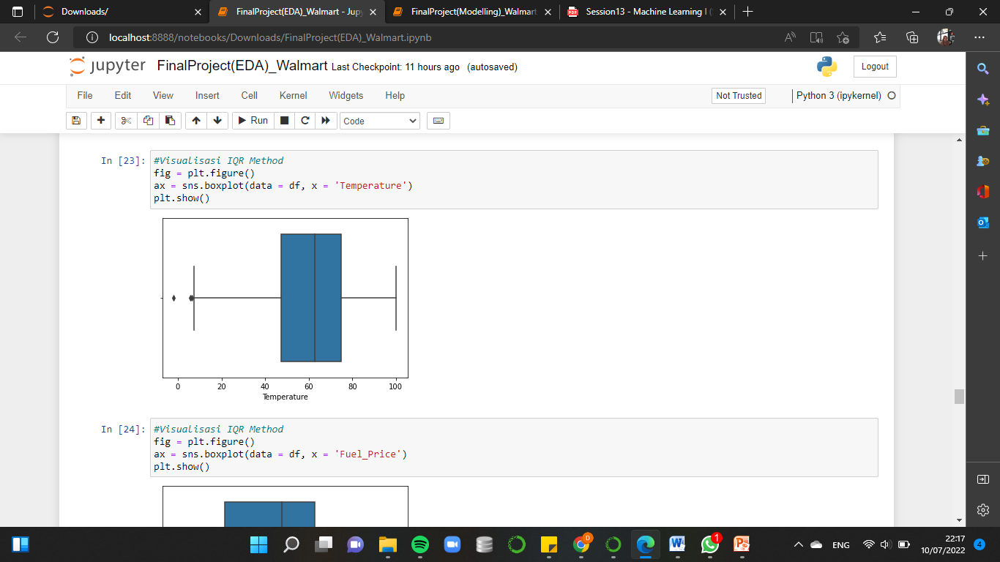 Downloads/
FinalProject(EDA)_Walmart - Jup
FinalProject(Modelling)_Walmart
PDF
Session13 - Machine Learning I (
localhost:8888/notebooks/Downloads/FinalProject(EDA)_Walmart.ipynb
jupyter FinalProject(EDA)_Walmart Last Checkpoint: 11 hours ago (autosaved)
Logout
File Edit View Insert Cell Kernel Widgets Help
Not Trusted
Python 3 (ipykernel)
Run
Code
In [23]:
#Visualisasi IQR Method
fig = plt.figure()
ax = sns.boxplot(data = df, x = 'Temperature')
plt.show()
0 20 40 60 80 100
Temperature
In [24]:
#Visualisasi IQR Method
fig = plt.figure()
ax = sns.boxplot(data = df, x = 'Fuel_Price')
plt.show()
D
W
1
P
ENG
22:17
10/07/2022
4